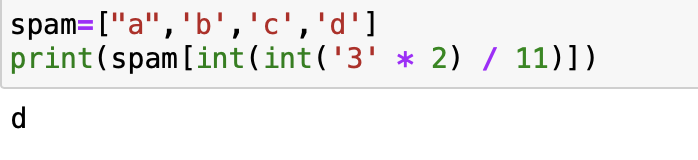 spam=["a",'b','c','d']
print(spam[int(int('3' * 2) / 11)])
d